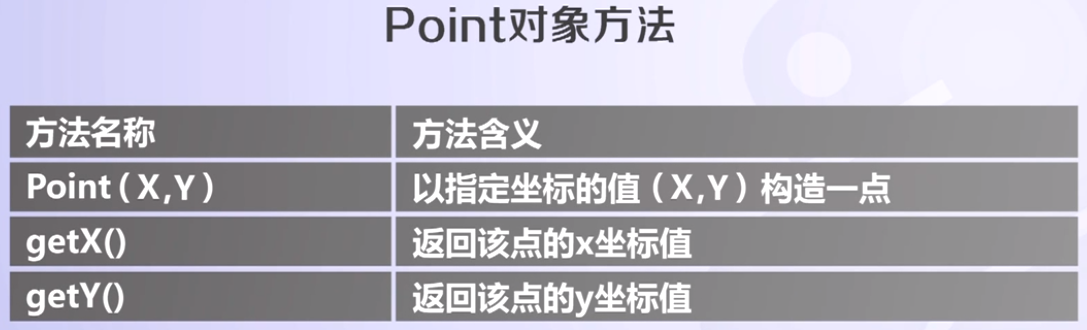 Point对象方法
方法名称 方法含义
Point（X,Y） 以指定坐标的值（X,Y）构造一点
getX() 返回该点的x坐标值
getY() 返回该点的y坐标值